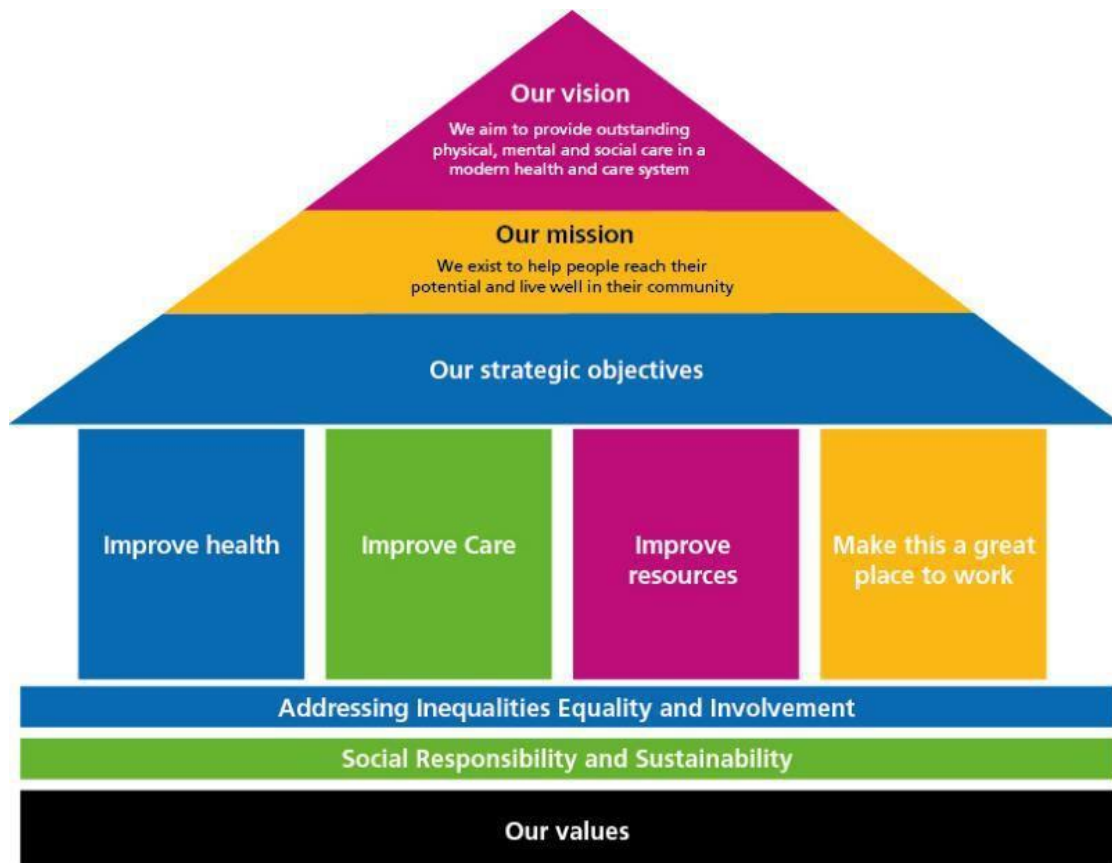 Our vision
We aim to provide outstanding
physical, mental and social care in a
modern health and care system
Our mission
We exist to help people reach their
potential and live well in their community
Our strategic objectives
Improve health
Improve Care
Improve
resources
Make this a great
place to work
Addressing Inequalities Equality and Involvement
Social Responsibility and Sustainability
Our values